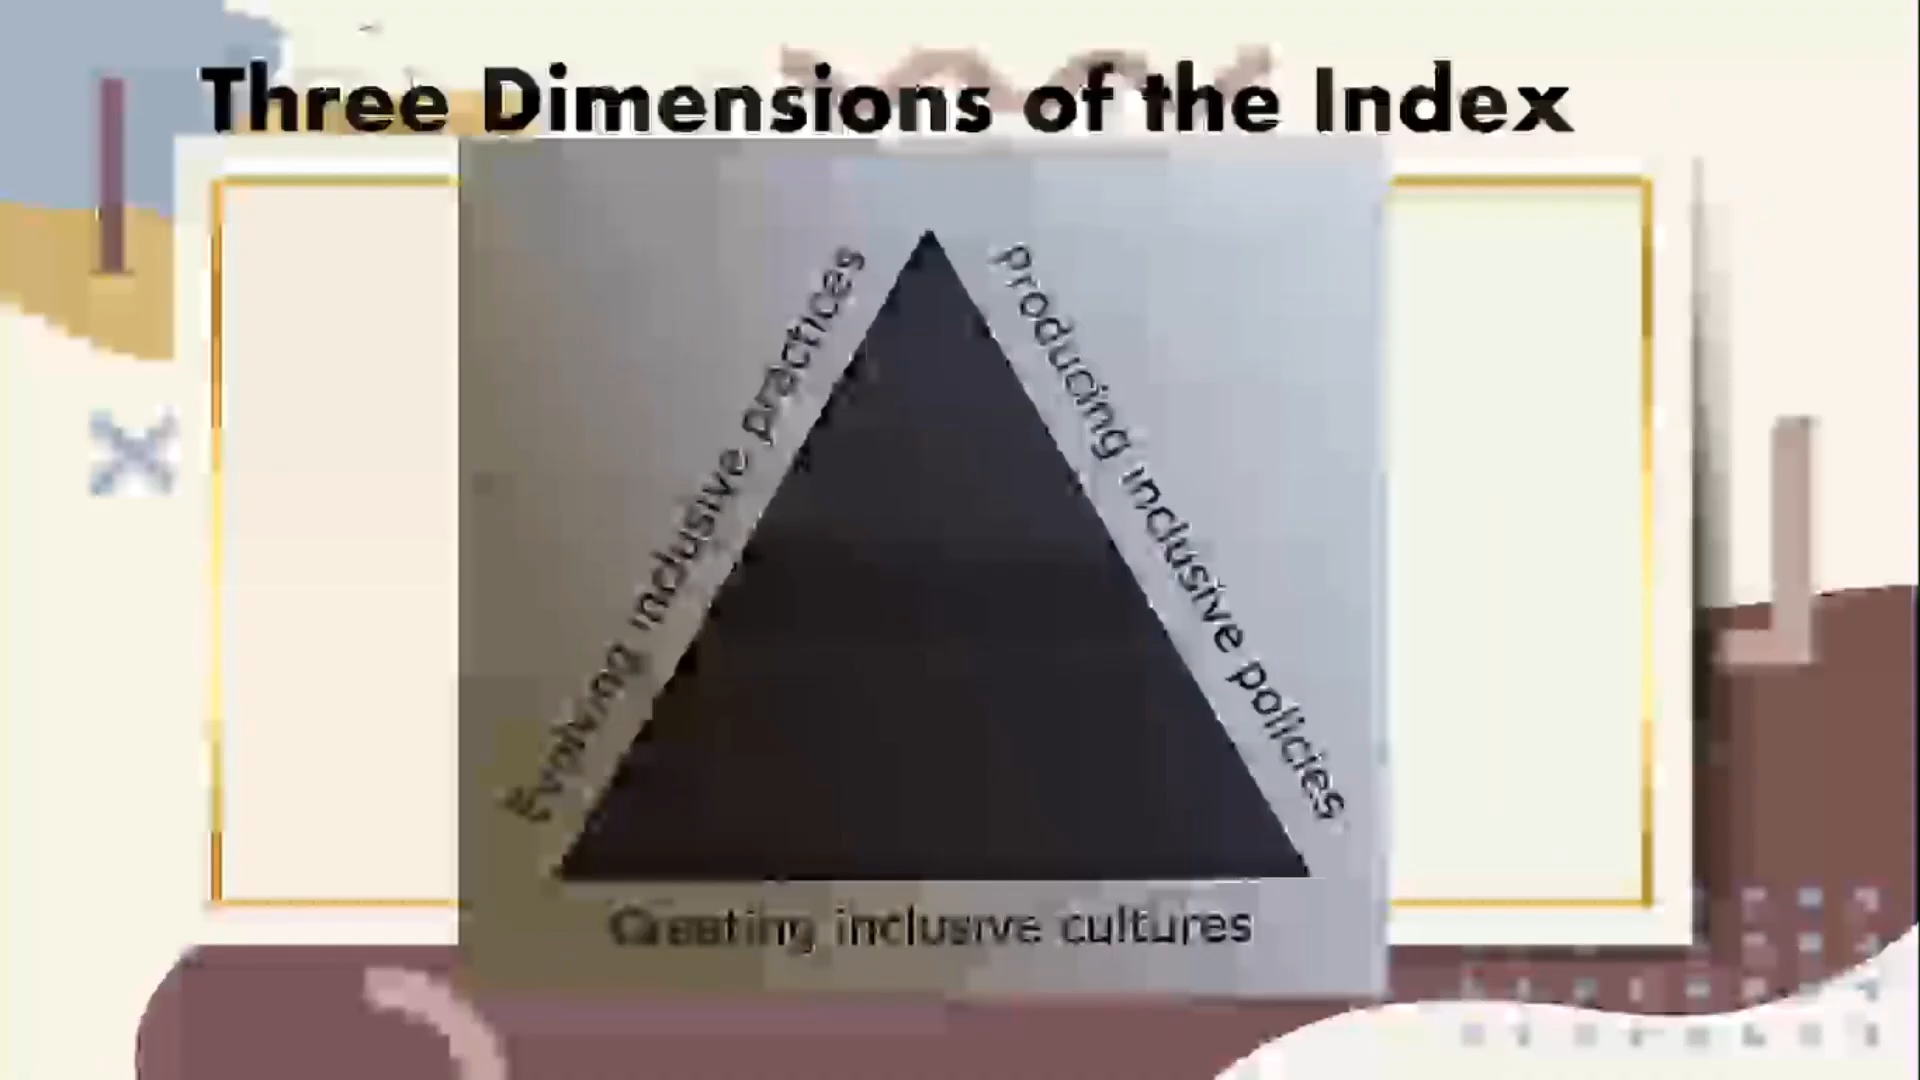 Three Dimensions of the Index
Evolving inclusive practices
Producing inclusive policies
Creating inclusive cultures